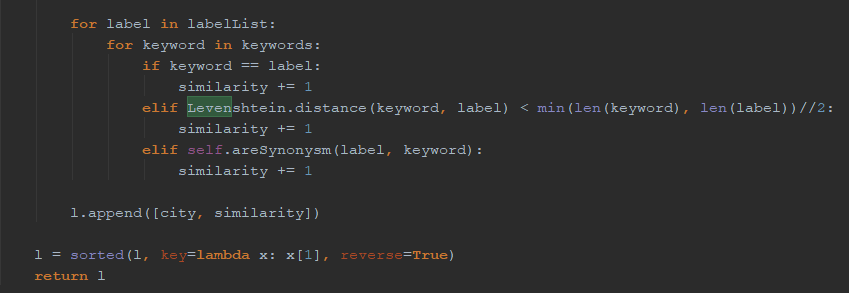 for label in labelList:
for keyword in keywords:
if keyword == label:
similarity += 1
elif Levenshtein.distance(keyword, label) < min(len(keyword), len(label))//2:
similarity += 1
elif self.areSynonysm(label, keyword):
similarity += 1
l.append([city, similarity])
l = sorted(l, key=lambda x: x[1], reverse=True)
return l